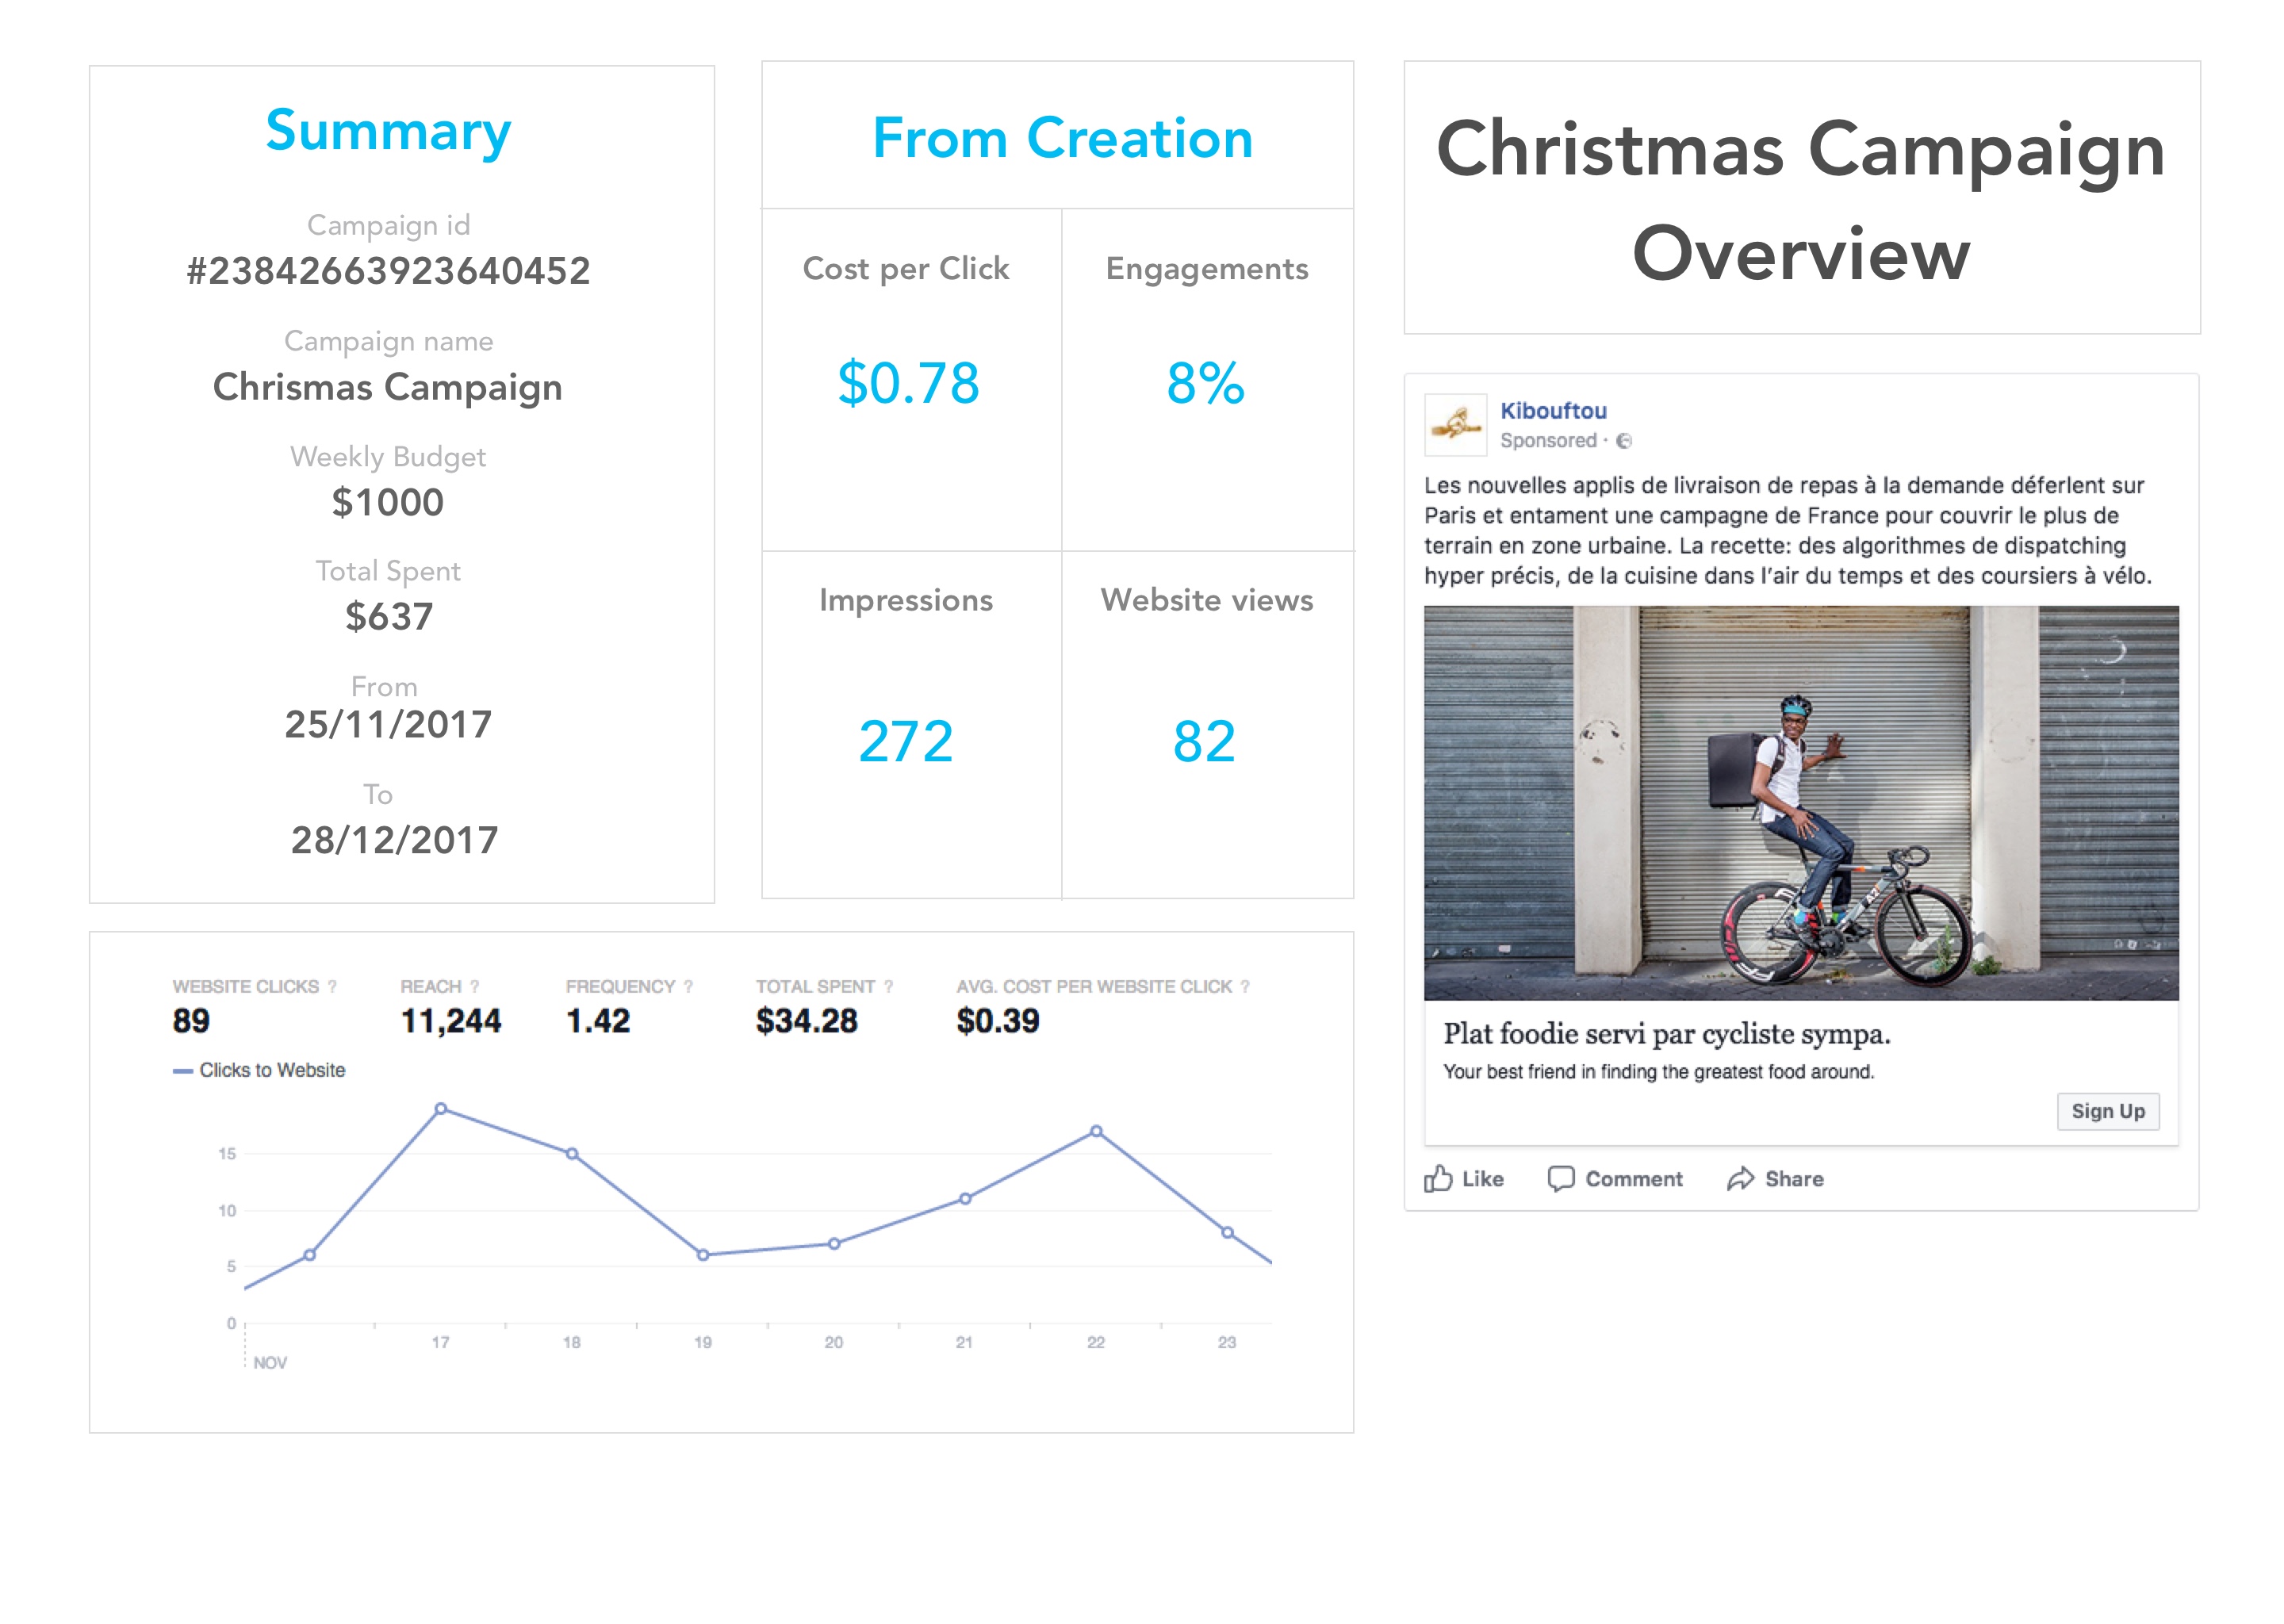 Summary
Campaign id
#23842663923640452
Campaign name
Chrismas Campaign
Weekly Budget
$1000
Total Spent
$637
From
25/11/2017
To
28/12/2017
From Creation
Cost per Click
$0.78
Engagements
8%
Impressions
272
Website views
82
Christmas Campaign
Overview
Kibouftou
Sponsored ·
Les nouvelles applis de livraison de repas à la demande déferlent sur
Paris et entament une campagne de France pour couvrir le plus de
terrain en zone urbaine. La recette: des algorithmes de dispatching
hyper précis, de la cuisine dans l'air du temps et des coursiers à vélo.
Plat foodie servi par cycliste sympa.
Your best friend in finding the greatest food around.
Sign Up
Like Comment Share
WEBSITE CLICKS ? REACH ? FREQUENCY ? TOTAL SPENT ? AVG. COST PER WEBSITE CLICK ?
89 11,244 1.42 $34.28 $0.39
Clicks to Website
15
10
5
0
17 18 19 20 21 22 23
NOV